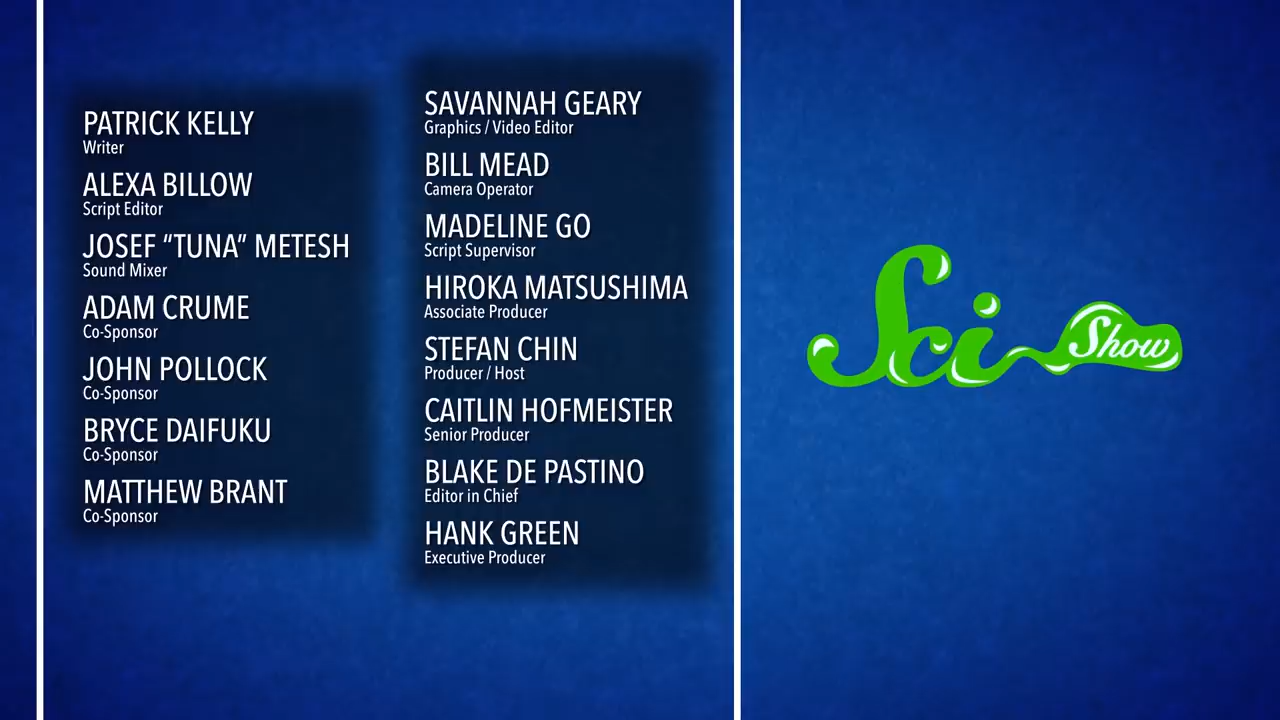 PATRICK KELLY
Writer
ALEXA BILLOW
Script Editor
JOSEF “TUNA” METESH
Sound Mixer
ADAM CRUME
Co-Sponsor
JOHN POLLOCK
Co-Sponsor
BRYCE DAIFUKU
Co-Sponsor
MATTHEW BRANT
Co-Sponsor
SAVANNAH GEARY
Graphics / Video Editor
BILL MEAD
Camera Operator
MADELINE GO
Script Supervisor
HIROKA MATSUSHIMA
Associate Producer
STEFAN CHIN
Producer / Host
CAITLIN HOFMEISTER
Senior Producer
BLAKE DE PASTINO
Editor in Chief
HANK GREEN
Executive Producer
Sci Show